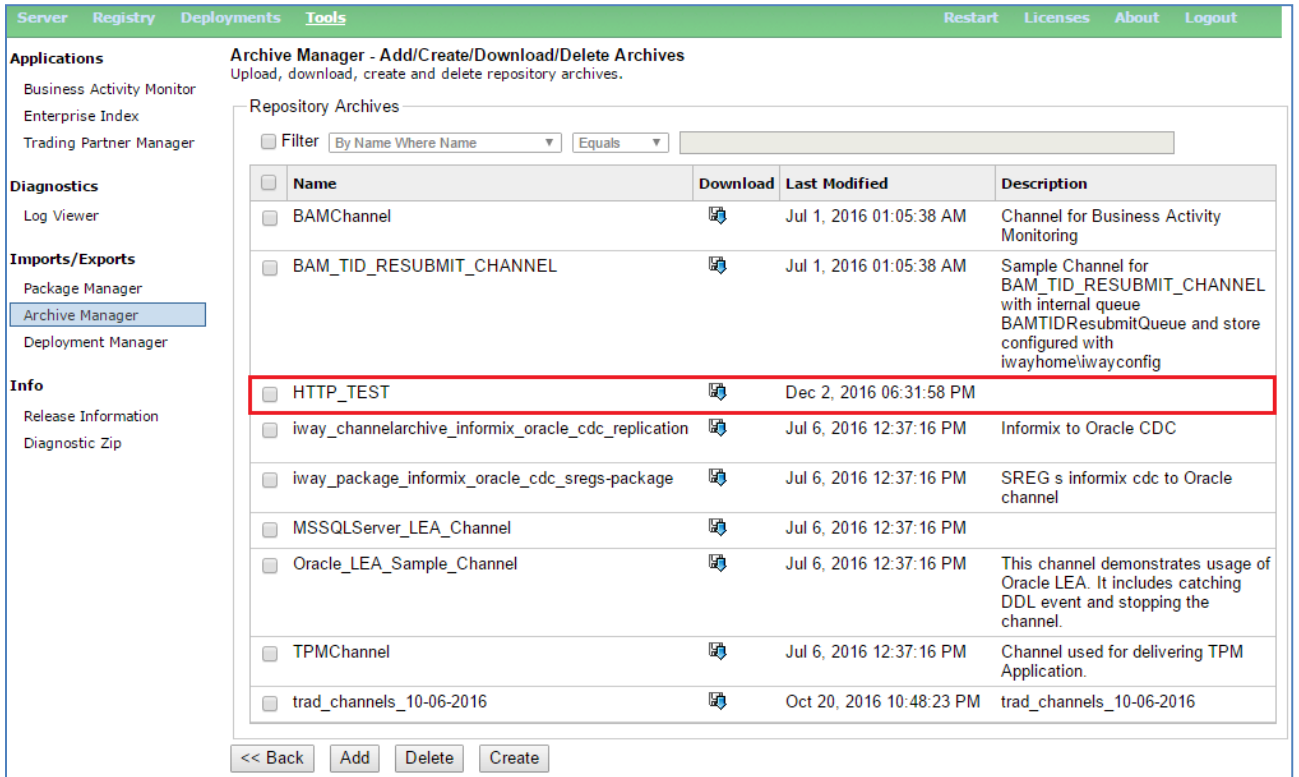 Server Registry Deployments Tools Restart Licenses About Logout
Applications
Business Activity Monitor
Enterprise Index
Trading Partner Manager
Diagnostics
Log Viewer
Imports/Exports
Package Manager
Archive Manager
Deployment Manager
Info
Release Information
Diagnostic Zip
Archive Manager - Add/Create/Download/Delete Archives
Upload, download, create and delete repository archives.
Repository Archives
Filter By Name Where Name Equals
Name Download Last Modified Description
BAMChannel Jul 1, 2016 01:05:38 AM Channel for Business Activity
Monitoring
BAM_TID_RESUBMIT_CHANNEL Jul 1, 2016 01:05:38 AM Sample Channel for
BAM_TID_RESUBMIT_CHANNEL
with internal queue
BAMTIDResubmitQueue and store
configured with
iwayhome\iwayconfig
HTTP_TEST Dec 2, 2016 06:31:58 PM
iway_channelarchive_informix_oracle_cdc_replication Jul 6, 2016 12:37:16 PM Informix to Oracle CDC
iway_package_informix_oracle_cdc_sregs-package Jul 6, 2016 12:37:16 PM SREG s informix cdc to Oracle
channel
MSSQLServer_LEA_Channel Jul 6, 2016 12:37:16 PM
Oracle_LEA_Sample_Channel Jul 6, 2016 12:37:16 PM This channel demonstrates usage of
Oracle LEA. It includes catching
DDL event and stopping the
channel.
TPMChannel Jul 6, 2016 12:37:16 PM Channel used for delivering TPM
Application.
trad_channels_10-06-2016 Oct 20, 2016 10:48:23 PM trad_channels_10-06-2016
<< Back Add Delete Create